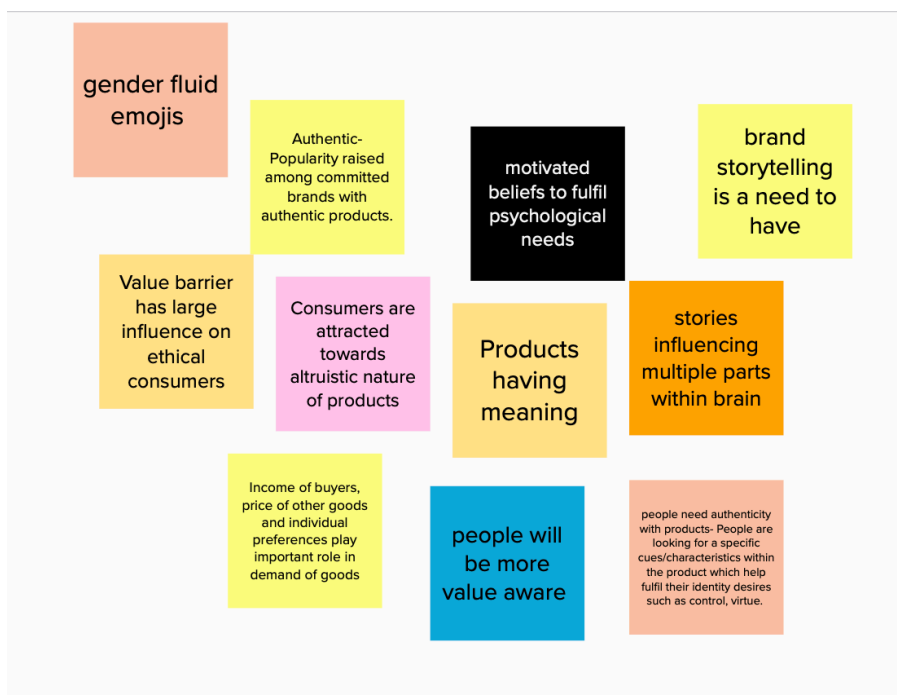 gender fluid
emojis
Authentic-
Popularity raised
among committed
brands with
authentic products.
motivated
beliefs to fulfil
psychological
needs
brand
storytelling
is a need to
have
Value barrier
has large
influence on
ethical
consumers
Consumers are
attracted
towards
altruistic nature
of products
Products
having
meaning
stories
influencing
multiple parts
within brain
Income of buyers,
price of other goods
and individual
preferences play
important role in
demand of goods
people will
be more
value aware
people need authenticity
with products- People are
looking for a specific
cues/characteristics within
the product which help
fulfil their identity desires
such as control, virtue.